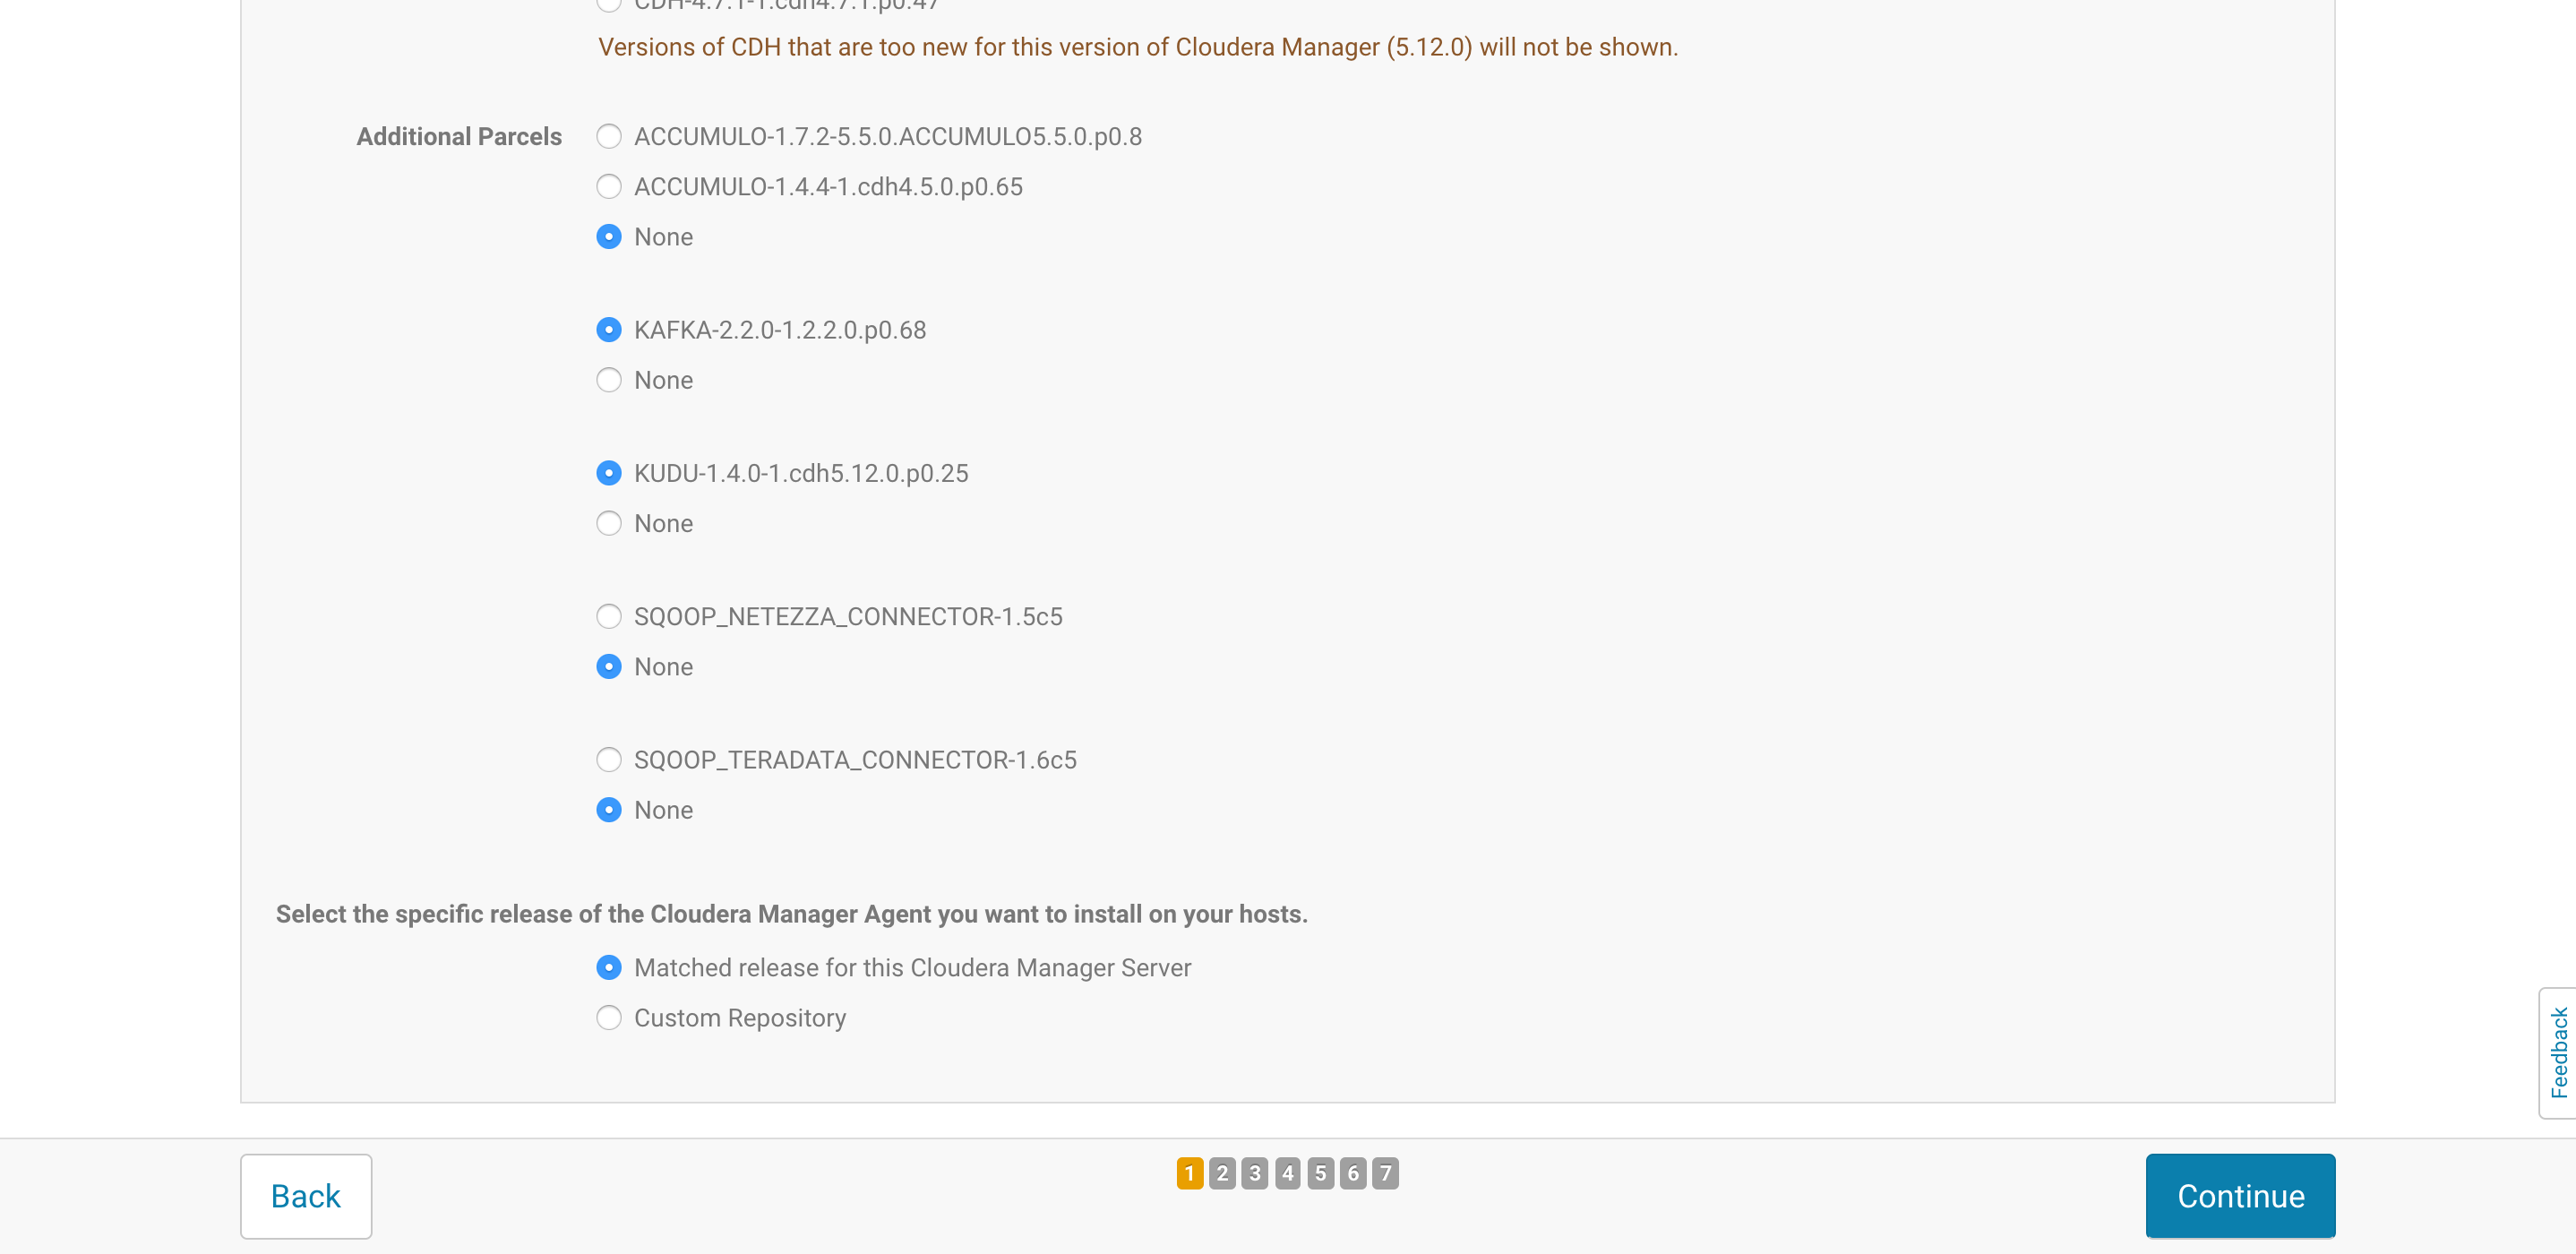 CDH-4.7.1-1.cdh4.7.1.p0.47
Versions of CDH that are too new for this version of Cloudera Manager (5.12.0) will not be shown.
Additional Parcels ACCUMULO-1.7.2-5.5.0.ACCUMULO5.5.0.p0.8
ACCUMULO-1.4.4-1.cdh4.5.0.p0.65
None
KAFKA-2.2.0-1.2.2.0.p0.68
None
KUDU-1.4.0-1.cdh5.12.0.p0.25
None
SQOOP_NETEZZA_CONNECTOR-1.5c5
None
SQOOP_TERADATA_CONNECTOR-1.6c5
None
Select the specific release of the Cloudera Manager Agent you want to install on your hosts.
Matched release for this Cloudera Manager Server
Custom Repository
Feedback
Back 1 2 3 4 5 6 7 Continue